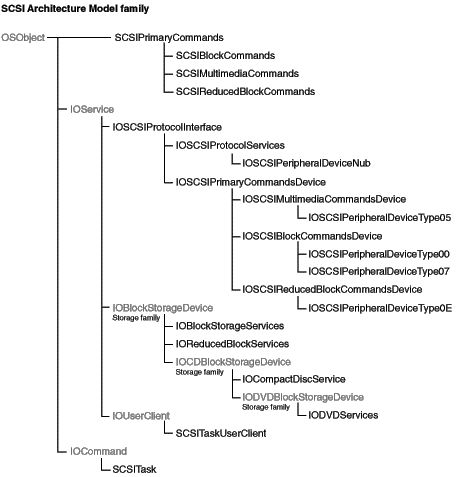 SCSI Architecture Model family
OSObject
SCSIPrimaryCommands
SCSIBlockCommands
SCSIMultimediaCommands
SCSIReducedBlockCommands
IOService
IOSCSIProtocolInterface
IOSCSIProtocolServices
IOSCSIPeripheralDeviceNub
IOSCSIPrimaryCommandsDevice
IOSCSIMultimediaCommandsDevice
IOSCSIPeripheralDeviceType05
IOSCSIBlockCommandsDevice
IOSCSIPeripheralDeviceType00
IOSCSIPeripheralDeviceType07
IOSCSIReducedBlockCommandsDevice
IOSCSIPeripheralDeviceType0E
IOBlockStorageDevice
Storage family
IOBlockStorageServices
IOReducedBlockServices
IOCDBlockStorageDevice
Storage family
IOCompactDiscService
IODVDBlockStorageDevice
Storage family
IODVDServices
IOUserClient
SCSITaskUserClient
IOCommand
SCSITask